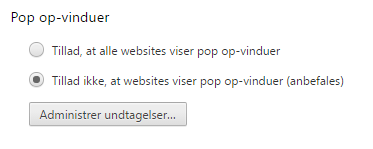 Pop op-vinduer
Tillad, at alle websites viser pop op-vinduer
Tillad ikke, at websites viser pop op-vinduer (anbefales)
Administrer undtagelser...